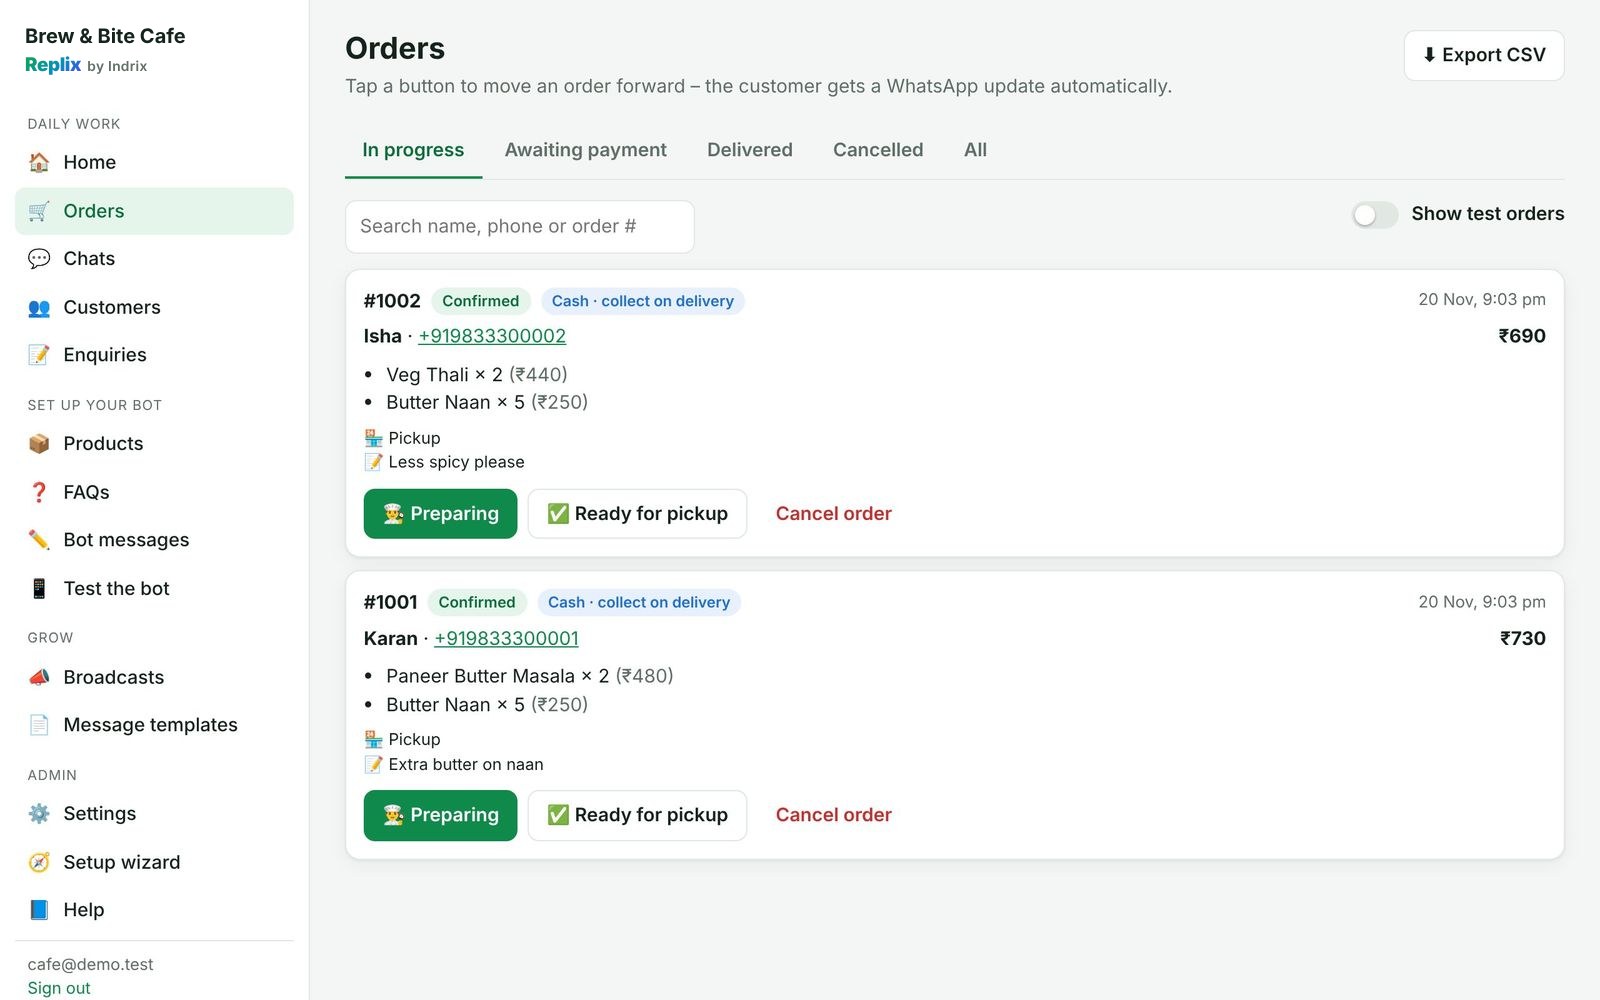 Brew & Bite Cafe
Replix by Indrix
DAILY WORK
Home
Orders
Chats
Customers
Enquiries
SET UP YOUR BOT
Products
FAQs
Bot messages
Test the bot
GROW
Broadcasts
Message templates
ADMIN
Settings
Setup wizard
Help
cafe@demo.test
Sign out
Orders
Export CSV
Tap a button to move an order forward – the customer gets a WhatsApp update automatically.
In progress Awaiting payment Delivered Cancelled All
Search name, phone or order #
Show test orders
#1002 Confirmed Cash · collect on delivery 20 Nov, 9:03 pm
Isha · +919833300002 ₹690
• Veg Thali × 2 (₹440)
• Butter Naan × 5 (₹250)
Pickup
Less spicy please
Preparing Ready for pickup Cancel order
#1001 Confirmed Cash · collect on delivery 20 Nov, 9:03 pm
Karan · +919833300001 ₹730
• Paneer Butter Masala × 2 (₹480)
• Butter Naan × 5 (₹250)
Pickup
Extra butter on naan
Preparing Ready for pickup Cancel order